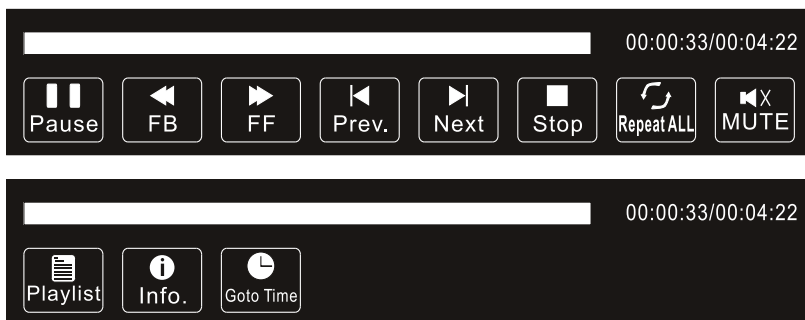 00:00:33/00:04:22
Pause FB FF Prev. Next Stop Repeat ALL MUTE
00:00:33/00:04:22
Playlist Info. Goto Time